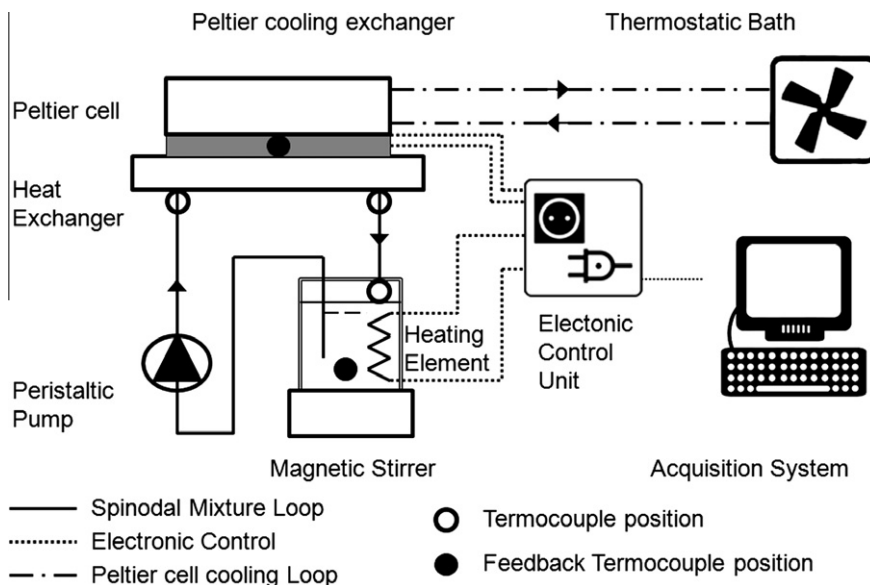 Peltier cooling exchanger
Thermostatic Bath
Peltier cell
Heat
Exchanger
Heating
Element
Electonic
Control
Unit
Peristaltic
Pump
Magnetic Stirrer
Acquisition System
Spinodal Mixture Loop
Electronic Control
Peltier cell cooling Loop
Termocouple position
Feedback Termocouple position